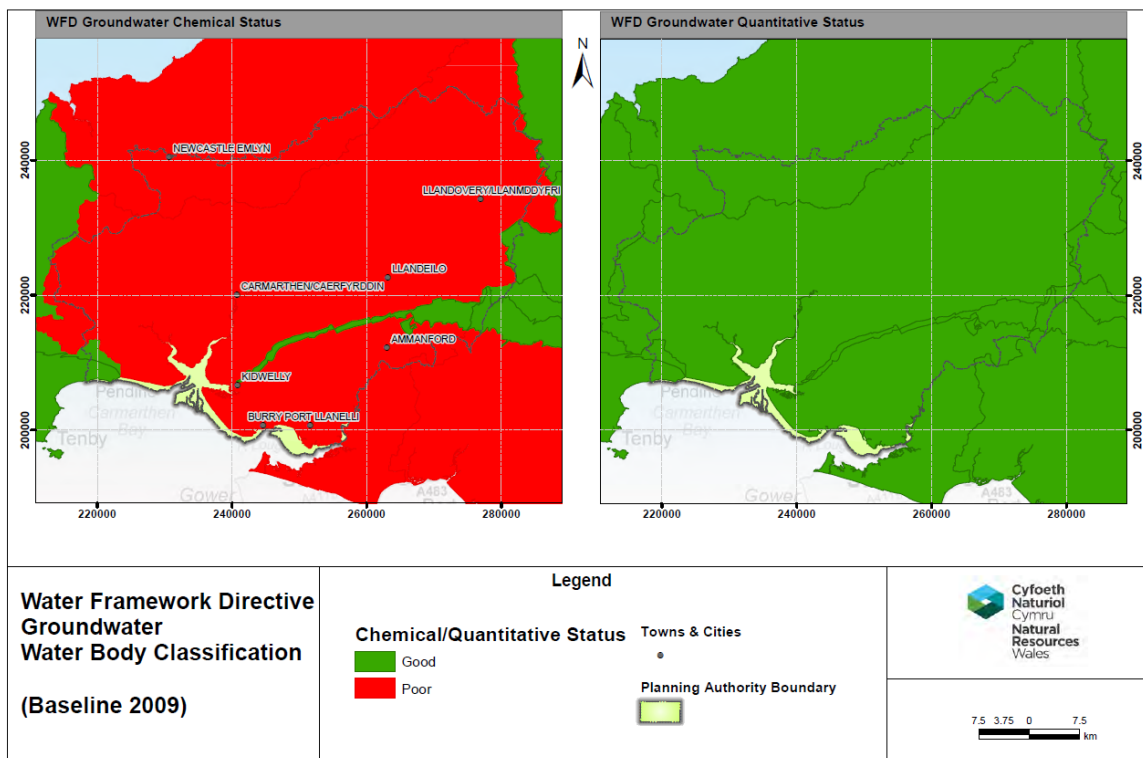 WFD Groundwater Chemical Status
WFD Groundwater Quantitative Status
N
240000
220000
200000
NEWCASTLE EMLYN
LLANDOVERY/LLANMDDYFRI
LLANDEILO
CARMARTHEN/CAERFYRDDIN
AMMANFORD
KIDWELLY
BURRY PORT LLANELLI
Pendine
Carmarthen
Bay
Tenby
Gower
A483
220000 240000 260000 280000
Pendine
Carmarthen
Bay
Tenby
Gower
A483
240000
220000
200000
220000 240000 260000 280000
Water Framework Directive
Groundwater
Water Body Classification
(Baseline 2009)
Legend
Chemical/Quantitative Status
Good
Poor
Towns & Cities
Planning Authority Boundary
Cyfoeth
Naturiol
Cymru
Natural
Resources
Wales
7.5 3.75 0 7.5
km